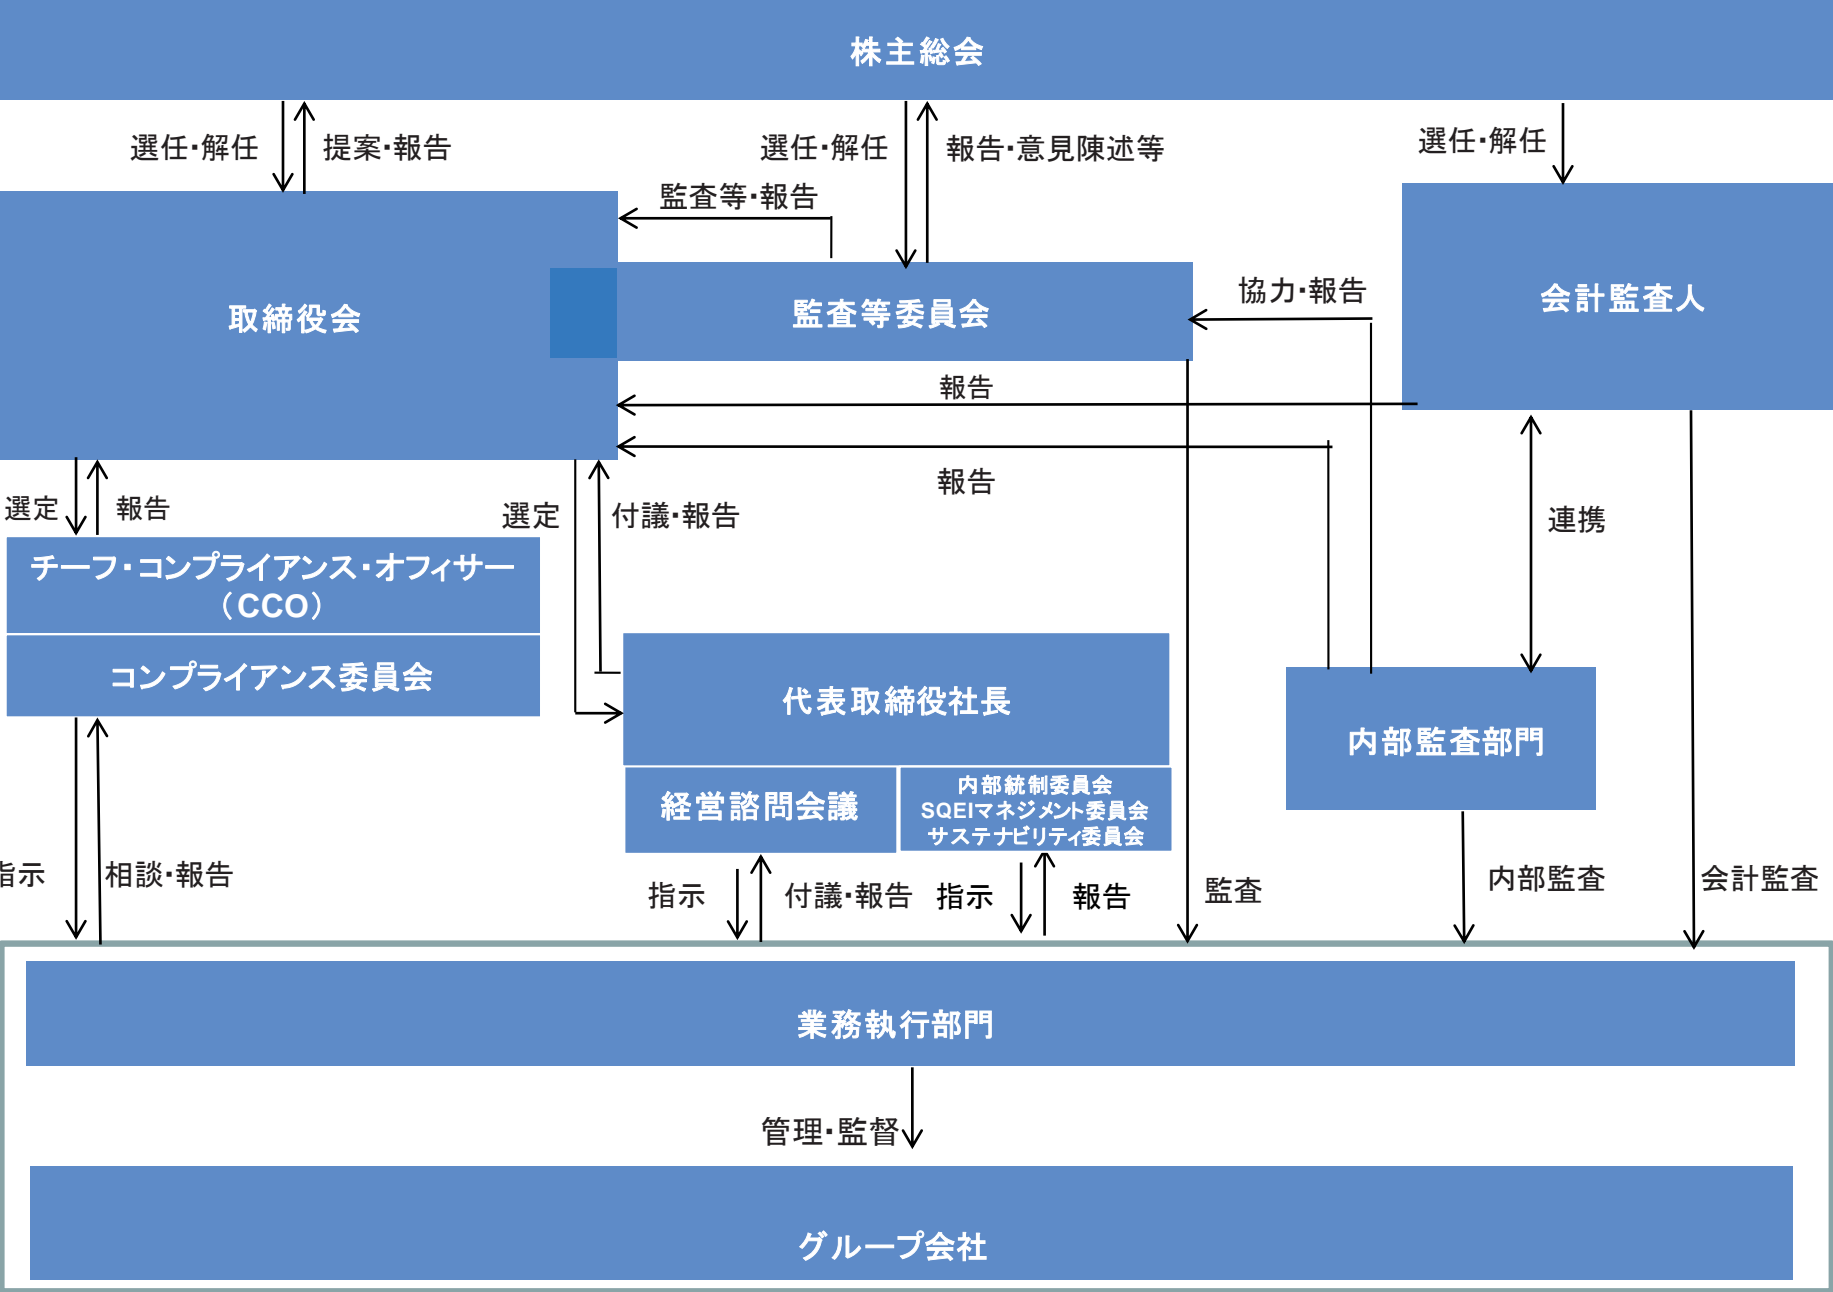 株主総会
選任・解任
提案・報告
選任・解任
報告・意見陳述等
選任・解任
監査等・報告
取締役会
監査等委員会
協力・報告
会計監査人
報告
報告
選定
報告
選定
付議・報告
連携
チーフ・コンプライアンス・オフィサー
（CCO）
コンプライアンス委員会
代表取締役社長
内部監査部門
経営諮問会議
内部統制委員会
SQEIマネジメント委員会
サステナビリティ委員会
指示
相談・報告
指示
付議・報告
指示
報告
監査
内部監査
会計監査
業務執行部門
管理・監督
グループ会社